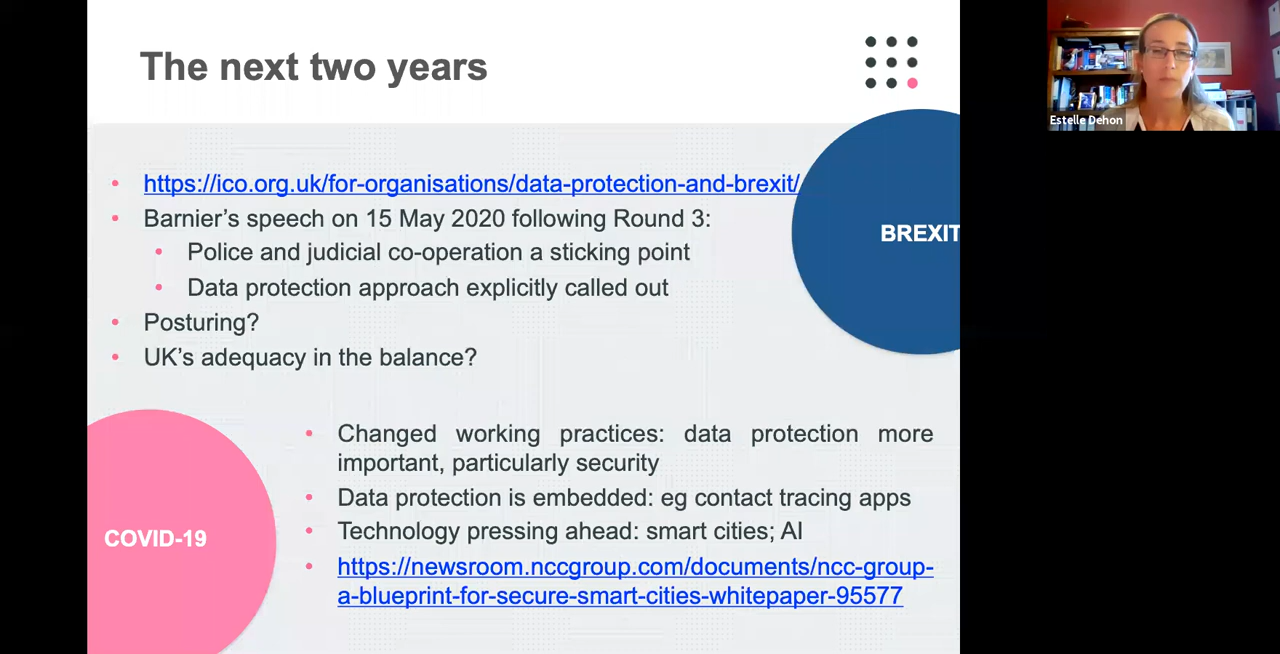 The next two years
Estelle Dehon
https://ico.org.uk/for-organisations/data-protection-and-brexit/
Barnier’s speech on 15 May 2020 following Round 3:
Police and judicial co-operation a sticking point
Data protection approach explicitly called out
Posturing?
UK’s adequacy in the balance?
BREXIT
COVID-19
Changed working practices: data protection more
important, particularly security
Data protection is embedded: eg contact tracing apps
Technology pressing ahead: smart cities; AI
https://newsroom.nccgroup.com/documents/ncc-group-
a-blueprint-for-secure-smart-cities-whitepaper-95577